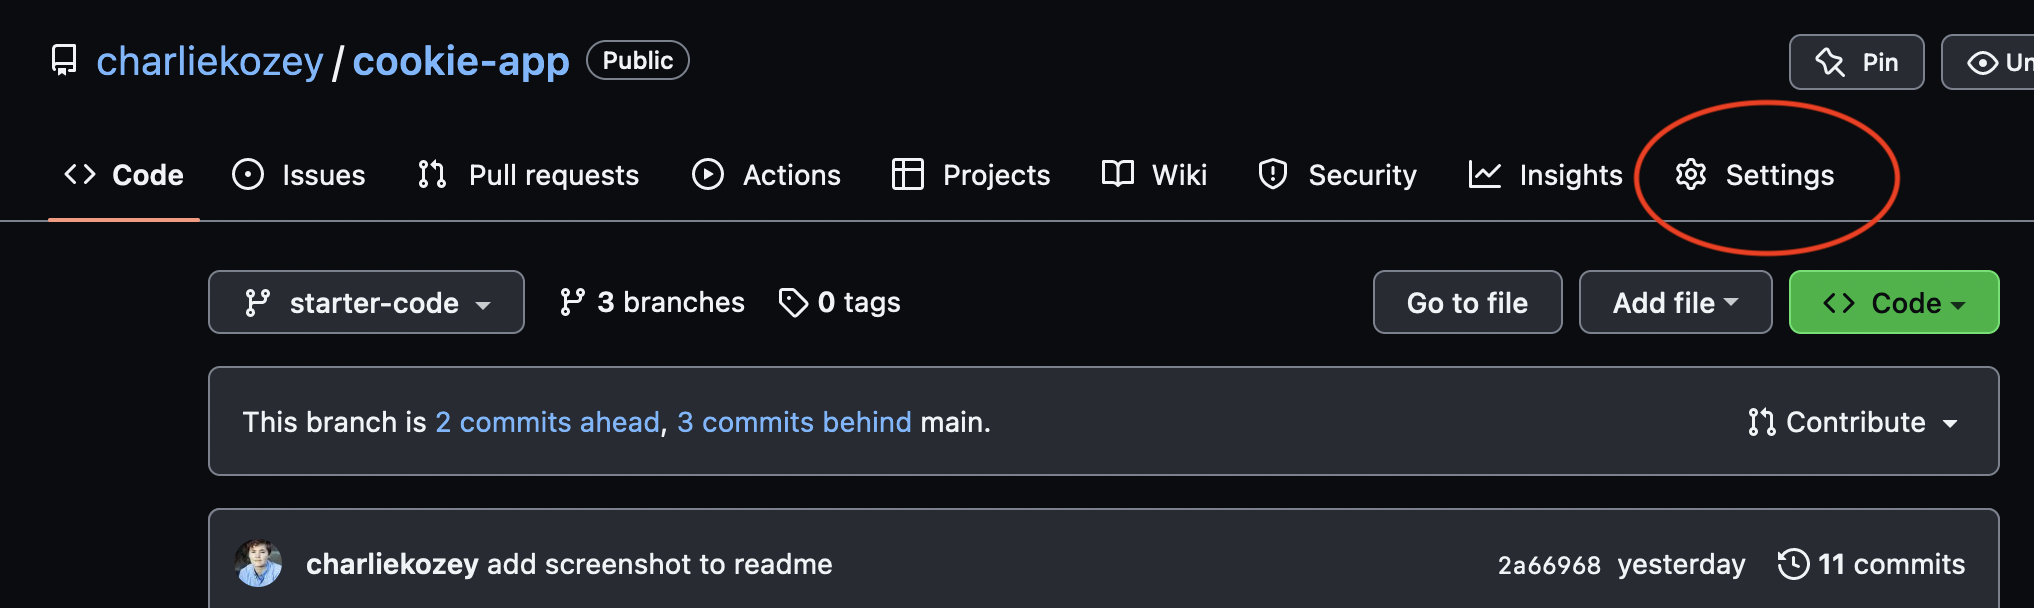 charliekozey / cookie-app Public Pin
Code Issues Pull requests Actions Projects Wiki Security Insights Settings
starter-code 3 branches 0 tags Go to file Add file Code
This branch is 2 commits ahead, 3 commits behind main. Contribute
charliekozey add screenshot to readme 2a66968 yesterday 11 commits